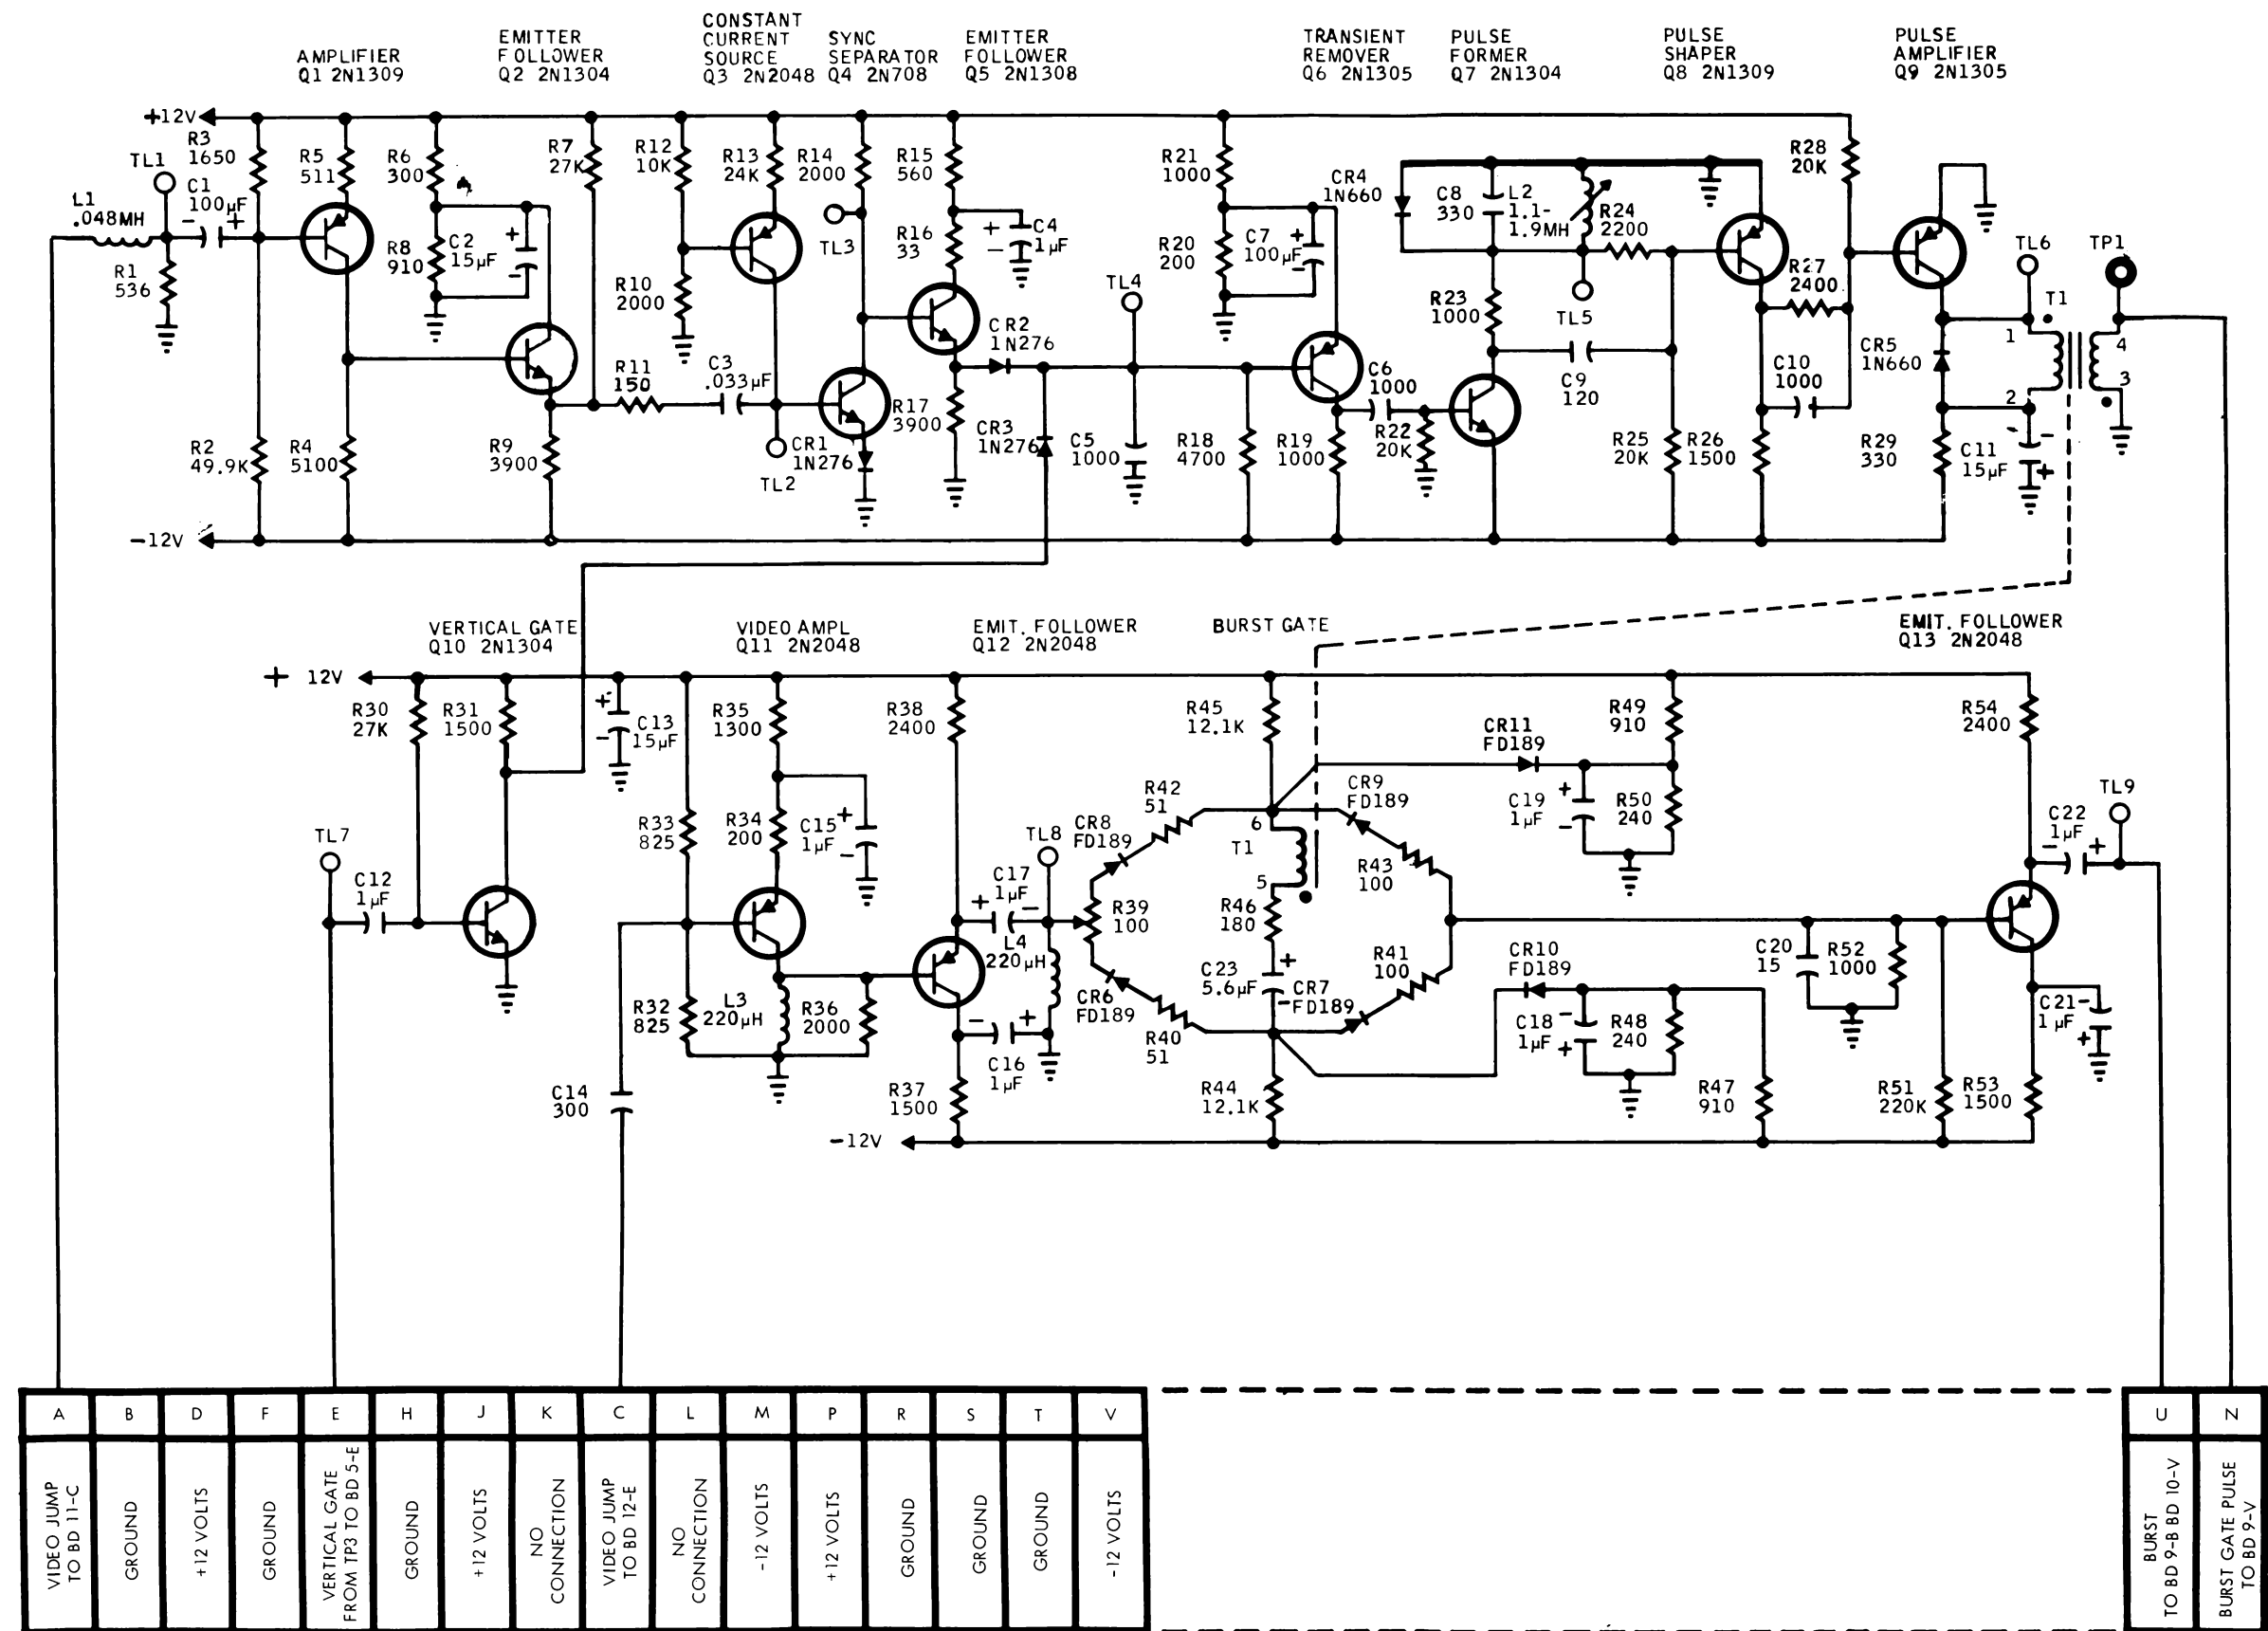 AMPLIFIER
Q1 2N1309
EMITTER
FOLLOWER
Q2 2N1304
CONSTANT
CURRENT
SOURCE
Q3 2N2048
SYNC
SEPARATOR
Q4 2N708
EMITTER
FOLLOWER
Q5 2N1308
TRANSIENT
REMOVER
Q6 2N1305
PULSE
FORMER
Q7 2N1304
PULSE
SHAPER
Q8 2N1309
PULSE
AMPLIFIER
Q9 2N1305
+12V
R3
1650
TL1
C1
100µF
- +
L1
.048MH
R1
536
R5
511
R6
300
R8
910
C2
15µF
+
-
R7
27K
R12
10K
R13
24K
R14
2000
TL3
R10
2000
R15
560
R16
33
+
-
C4
1µF
CR2
1N276
TL4
R21
1000
R20
200
C7
100µF
+
-
CR4
1N660
C8
330
L2
1.1-
1.9MH
R24
2200
TL5
R23
1000
R28
20K
R27
2400
TL6
TP1
T1
1
2
4
3
CR5
1N660
R2
49.9K
R4
5100
R9
3900
R11
150
C3
.033µF
TL2
CR1
1N276
R17
3900
CR3
1N276
C5
1000
R18
4700
R19
1000
C6
1000
R22
20K
C9
120
R25
20K
R26
1500
C10
1000
R29
330
C11
15µF
-
+
-12V
VERTICAL GATE
Q10 2N1304
VIDEO AMPL
Q11 2N2048
EMIT. FOLLOWER
Q12 2N2048
BURST GATE
EMIT. FOLLOWER
Q13 2N2048
+ 12V
R30
27K
R31
1500
+
-
C13
15µF
R35
1300
R38
2400
R45
12.1K
CR11
FD189
R49
910
R54
2400
TL7
C12
1µF
R33
825
R34
200
C15
1µF
+
-
TL8
C17
1µF
+ -
CR8
FD189
R42
51
6
T1
5
CR9
FD189
R43
100
C19
1µF
+
-
R50
240
TL9
C22
1µF
- +
R39
100
R46
180
L4
220µH
C23
5.6µF
+
-
CR7
FD189
R41
100
CR10
FD189
C20
15
R52
1000
R32
825
L3
220µH
R36
2000
- +
C16
1µF
CR6
FD189
R40
51
C18
1µF
-
+
R48
240
C21
1µF
-
+
C14
300
R37
1500
R44
12.1K
R47
910
R51
220K
R53
1500
-12V
A
B
D
F
E
H
J
K
C
L
M
P
R
S
T
V
U
N
VIDEO JUMP
TO BD 11-C
GROUND
+12 VOLTS
GROUND
VERTICAL GATE
FROM TP3 TO BD 5-E
GROUND
+12 VOLTS
NO
CONNECTION
VIDEO JUMP
TO BD 12-E
NO
CONNECTION
-12 VOLTS
+12 VOLTS
GROUND
GROUND
GROUND
-12 VOLTS
BURST
TO BD 9-B BD 10-V
BURST GATE PULSE
TO BD 9-V